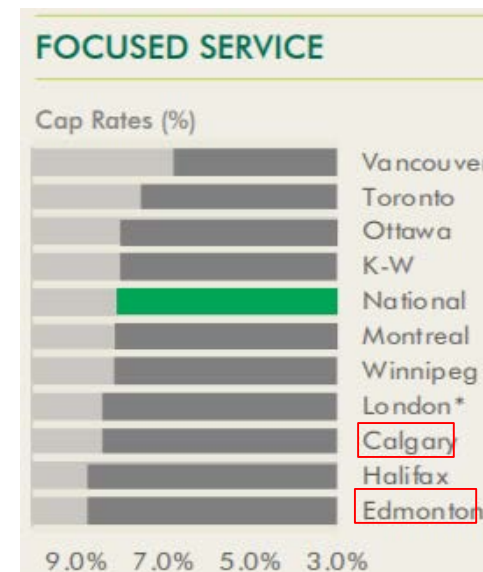 FOCUSED SERVICE
Cap Rates (%)
Vancouver
Toronto
Ottawa
K-W
National
Montreal
Winnipeg
London*
Calgary
Halifax
Edmonton
9.0% 7.0% 5.0% 3.0%